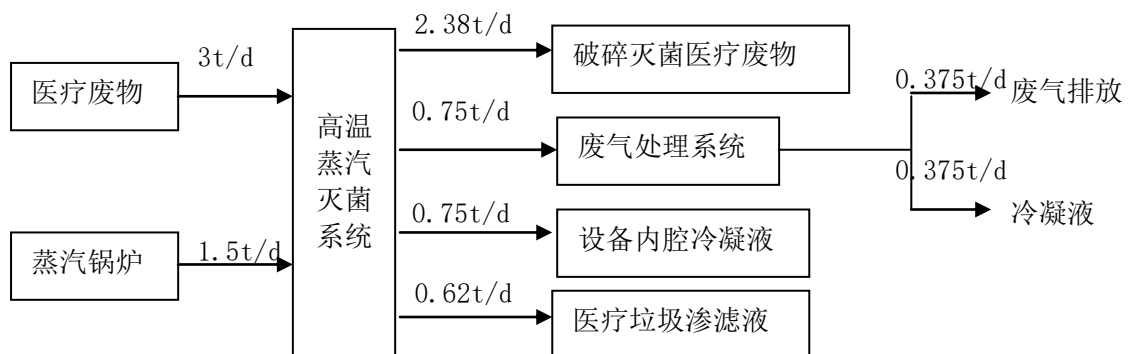 医疗废物
3t/d
蒸汽锅炉
1.5t/d
高温
蒸汽
灭菌
系统
2.38t/d
破碎灭菌医疗废物
0.75t/d
废气处理系统
0.375t/d
废气排放
0.375t/d
冷凝液
0.75t/d
设备内腔冷凝液
0.62t/d
医疗垃圾渗滤液